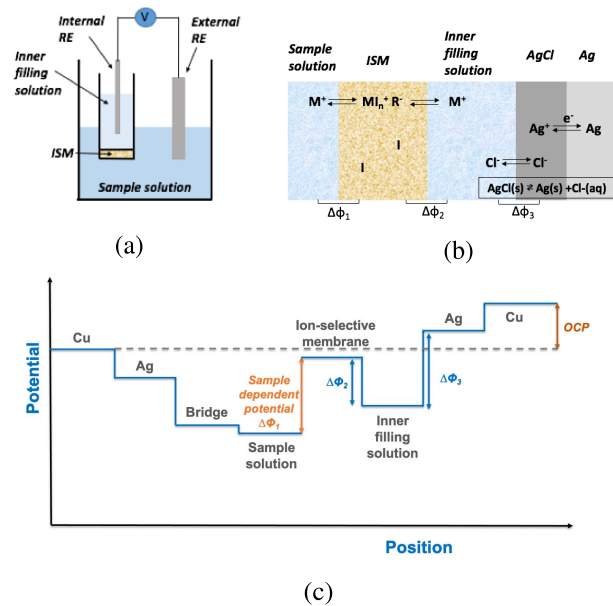 Internal
RE
V
External
RE
Inner
filling
solution
ISM
Sample solution
(a)
Sample
solution
ISM
Inner
filling
solution
AgCl
Ag
M⁺ ⇌ MIₙ⁺ R⁻ ⇌ M⁺
I
I
e⁻
Ag⁺ ⇌ Ag
Cl⁻ ⇌ Cl⁻
AgCl(s) ⇌ Ag(s) +Cl-(aq)
Δϕ₁ Δϕ₂ Δϕ₃
(b)
Potential
Cu
Ag
Bridge
Sample
solution
Sample
dependent
potential
ΔΦ₁
Ion-selective
membrane
ΔΦ₂
Inner
filling
solution
ΔΦ₃
Ag
Cu
OCP
Position
(c)